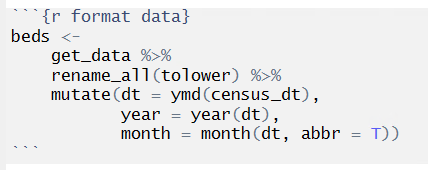 ```{r format data}
beds <-
    get_data %>%
    rename_all(tolower) %>%
    mutate(dt = ymd(census_dt),
           year = year(dt),
           month = month(dt, abbr = T))
```